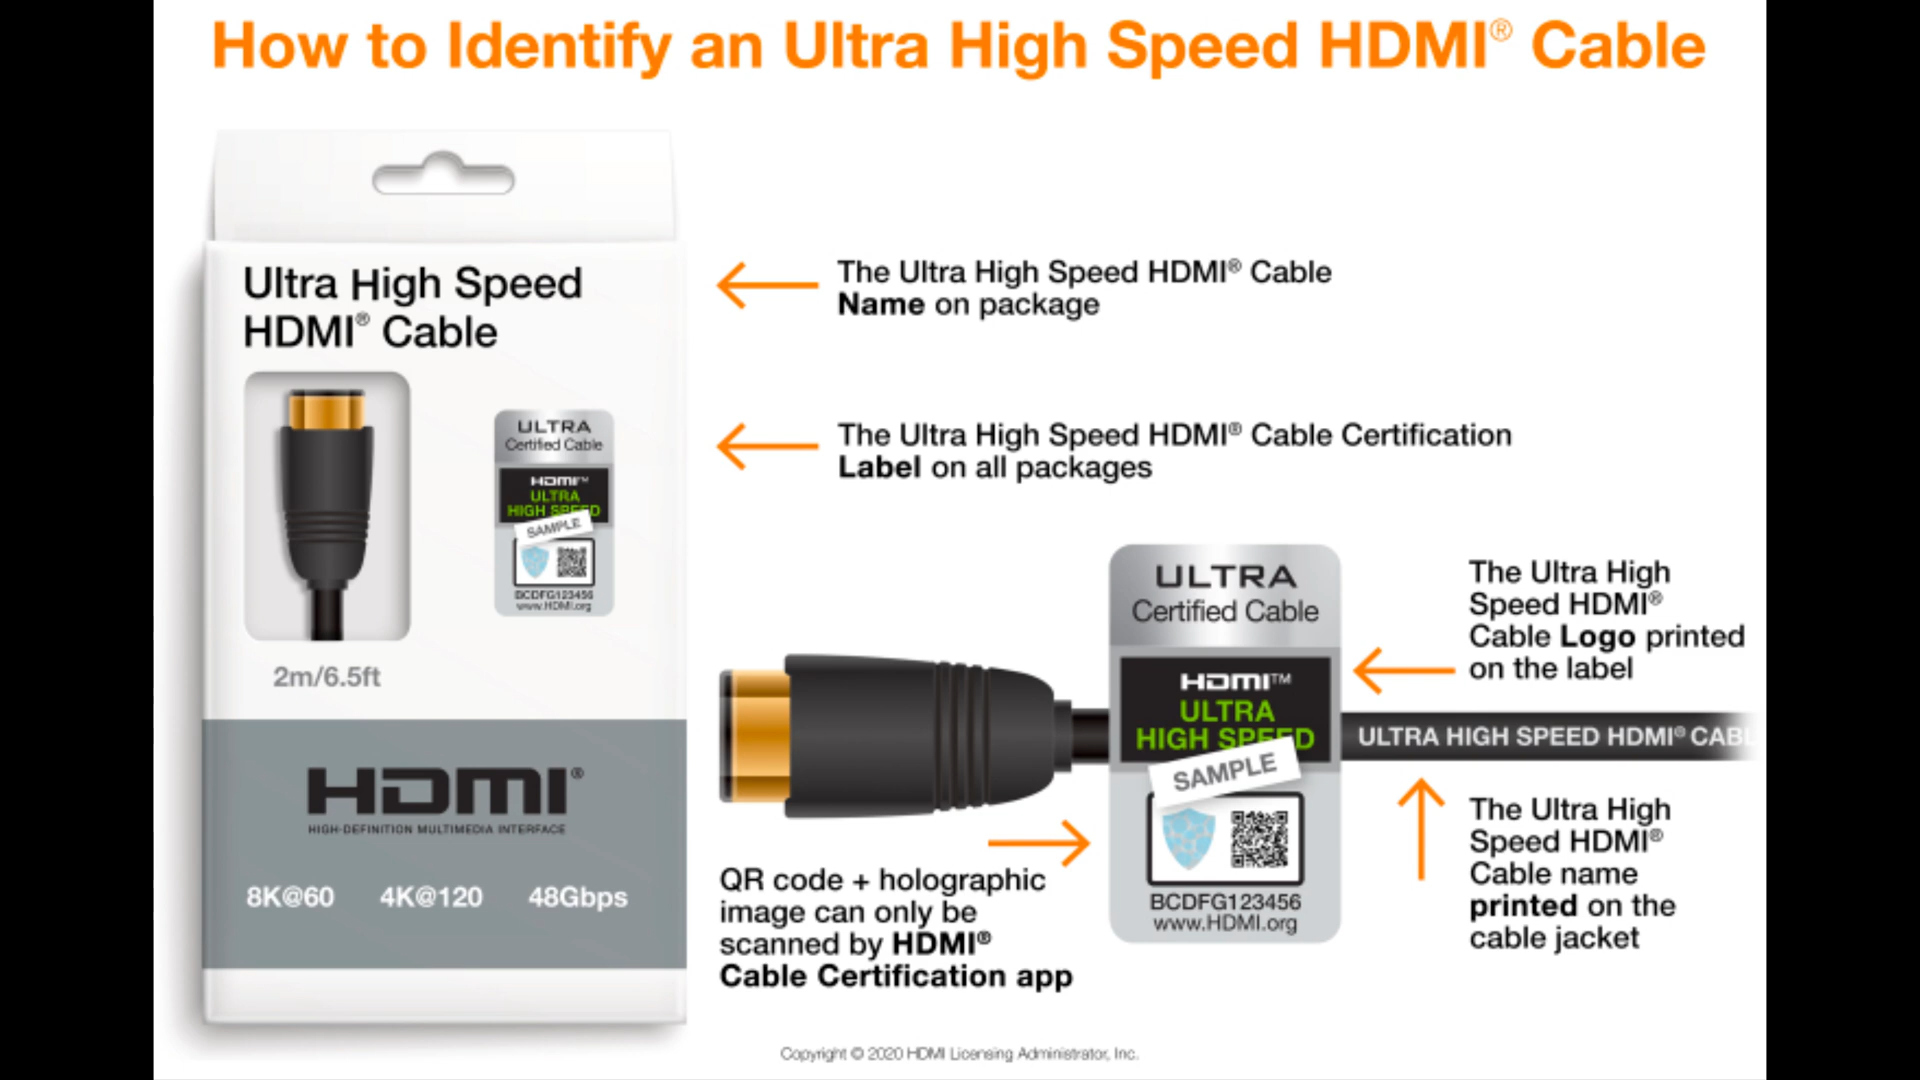 How to Identify an Ultra High Speed HDMI® Cable
Ultra High Speed
HDMI® Cable
ULTRA
Certified Cable
HDMI™
ULTRA
HIGH SPEED
SAMPLE
BCDFG123456
www.HDMI.org
2m/6.5ft
HDMI®
HIGH-DEFINITION MULTIMEDIA INTERFACE
8K@60 4K@120 48Gbps
The Ultra High Speed HDMI® Cable
Name on package
The Ultra High Speed HDMI® Cable Certification
Label on all packages
ULTRA
Certified Cable
HDMI™
ULTRA
HIGH SPEED
SAMPLE
BCDFG123456
www.HDMI.org
The Ultra High
Speed HDMI®
Cable Logo printed
on the label
ULTRA HIGH SPEED HDMI® CABL
The Ultra High
Speed HDMI®
Cable name
printed on the
cable jacket
QR code + holographic
image can only be
scanned by HDMI®
Cable Certification app
Copyright © 2020 HDMI Licensing Administrator, Inc.